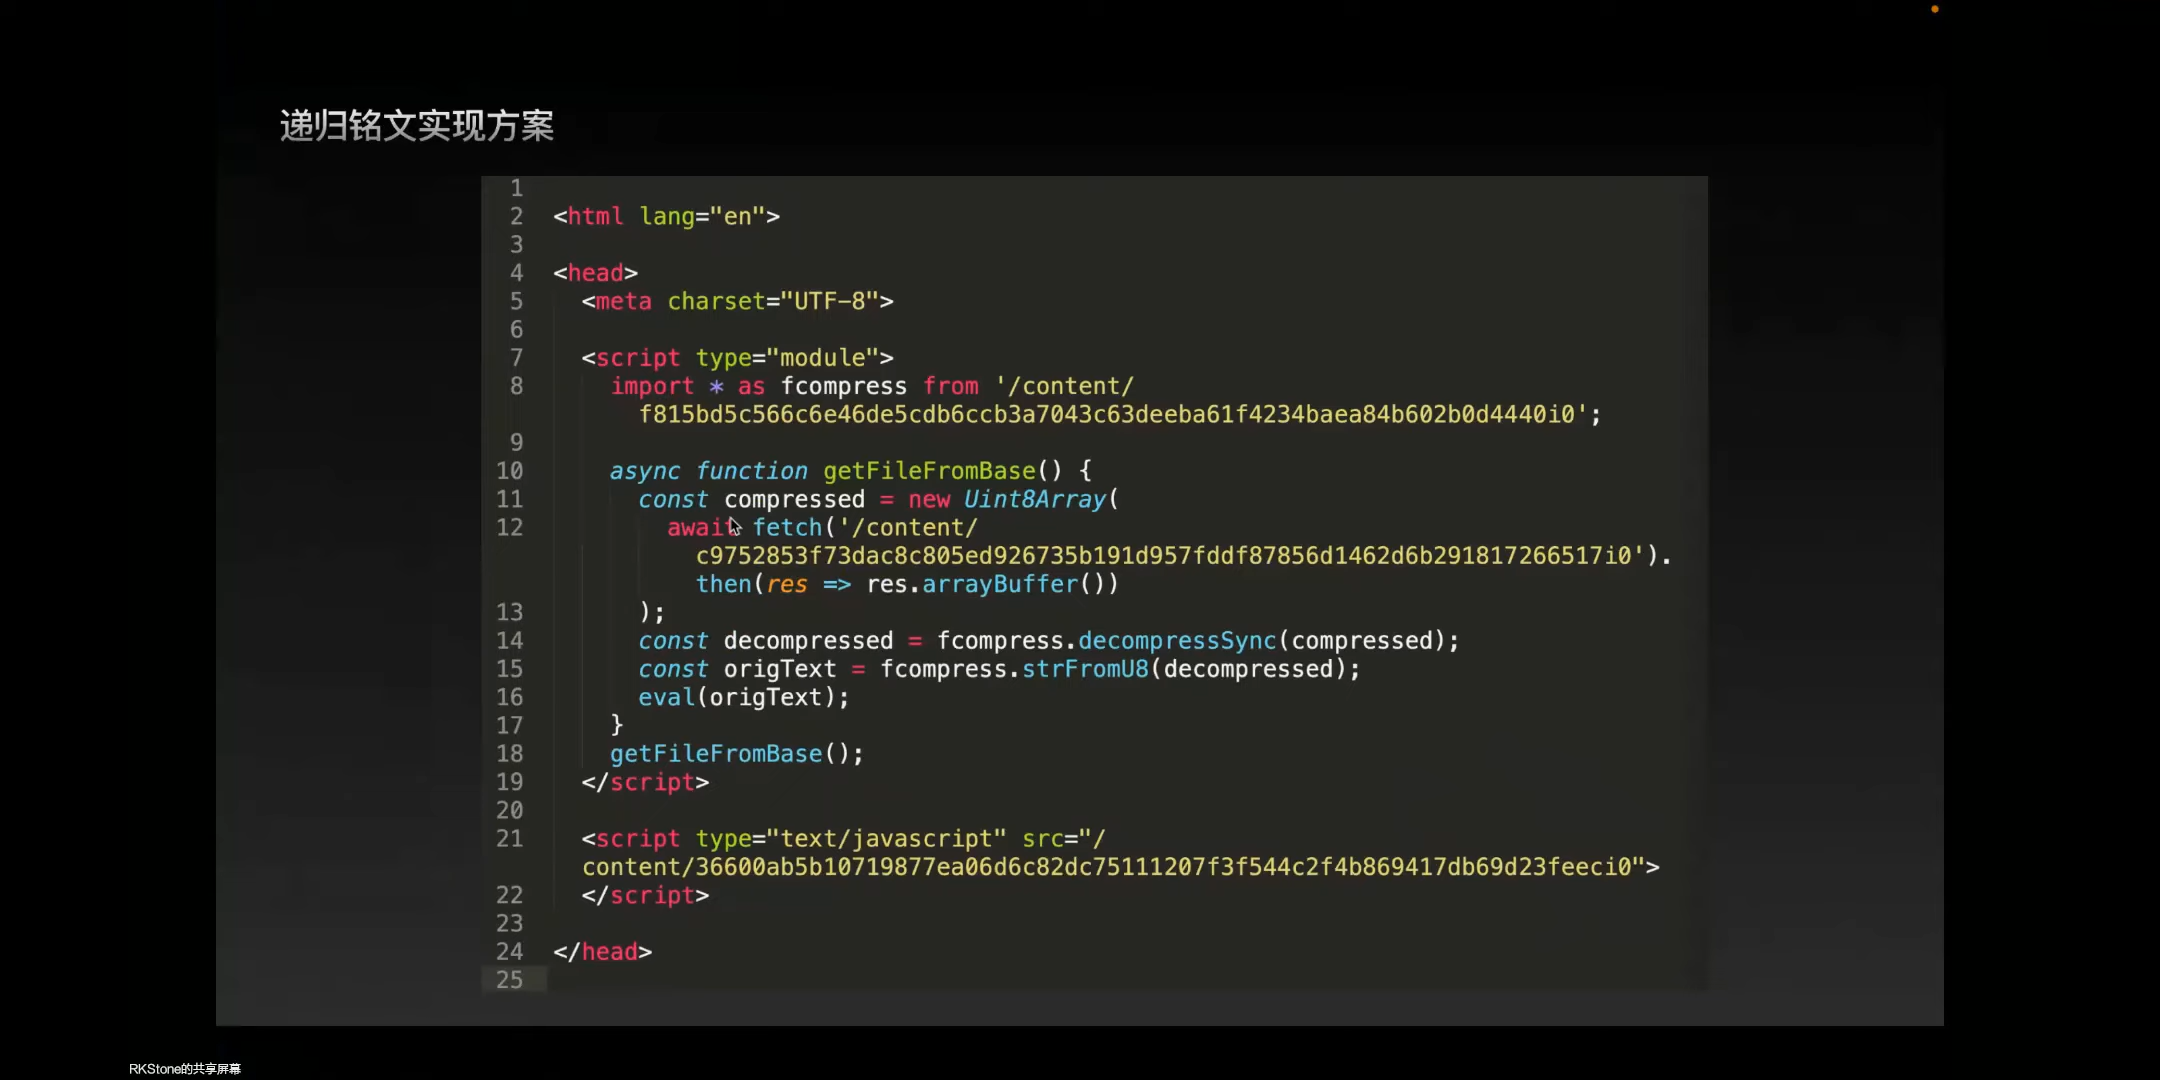 递归铭文实现方案
1
2 <html lang="en">
3
4 <head>
5 <meta charset="UTF-8">
6
7 <script type="module">
8 import * as fcompress from '/content/
f815bd5c566c6e46de5cdb6ccb3a7043c63deeba61f4234baea84b602b0d4440i0';
9
10 async function getFileFromBase() {
11 const compressed = new Uint8Array(
12 await fetch('/content/
c9752853f73dac8c805ed926735b191d957fddf87856d1462d6b291817266517i0').
then(res => res.arrayBuffer())
13 );
14 const decompressed = fcompress.decompressSync(compressed);
15 const origText = fcompress.strFromU8(decompressed);
16 eval(origText);
17 }
18 getFileFromBase();
19 </script>
20
21 <script type="text/javascript" src="/
content/36600ab5b10719877ea06d6c82dc75111207f3f544c2f4b869417db69d23feeci0">
22 </script>
23
24 </head>
25
RKStone的共享屏幕